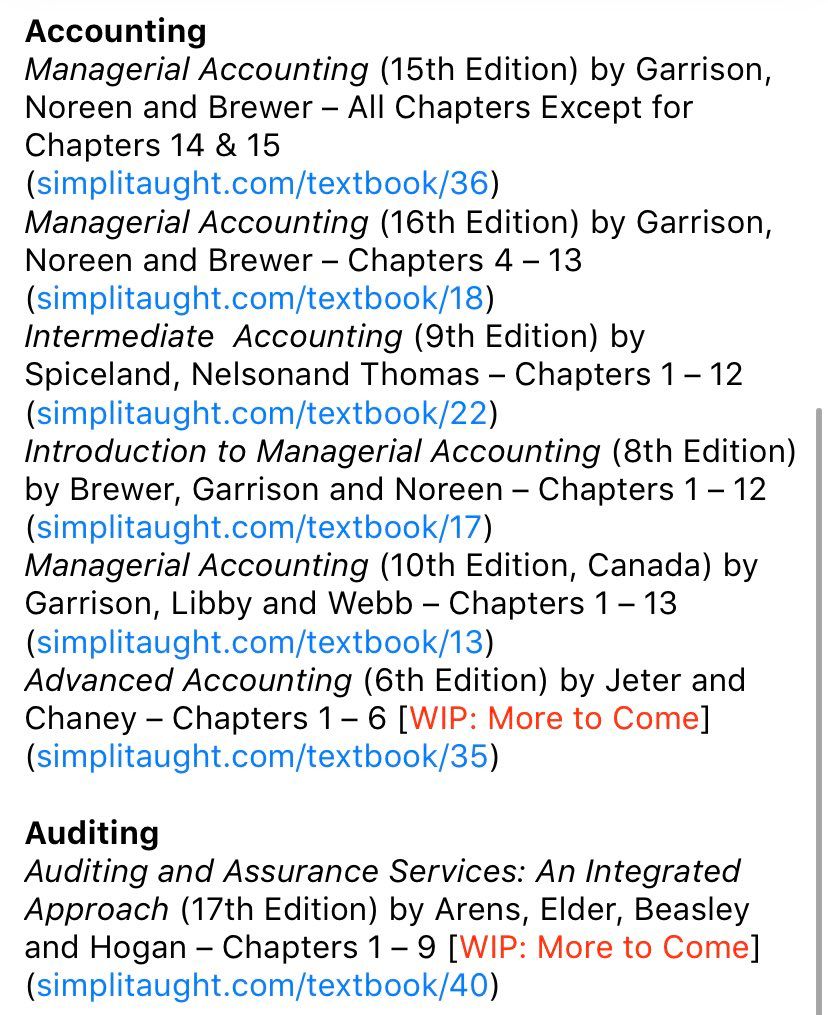 Accounting
Managerial Accounting (15th Edition) by Garrison,
Noreen and Brewer – All Chapters Except for
Chapters 14 & 15
(simplitaught.com/textbook/36)
Managerial Accounting (16th Edition) by Garrison,
Noreen and Brewer – Chapters 4 – 13
(simplitaught.com/textbook/18)
Intermediate  Accounting (9th Edition) by
Spiceland, Nelsonand Thomas – Chapters 1 – 12
(simplitaught.com/textbook/22)
Introduction to Managerial Accounting (8th Edition)
by Brewer, Garrison and Noreen – Chapters 1 – 12
(simplitaught.com/textbook/17)
Managerial Accounting (10th Edition, Canada) by
Garrison, Libby and Webb – Chapters 1 – 13
(simplitaught.com/textbook/13)
Advanced Accounting (6th Edition) by Jeter and
Chaney – Chapters 1 – 6 [WIP: More to Come]
(simplitaught.com/textbook/35)
Auditing
Auditing and Assurance Services: An Integrated
Approach (17th Edition) by Arens, Elder, Beasley
and Hogan – Chapters 1 – 9 [WIP: More to Come]
(simplitaught.com/textbook/40)